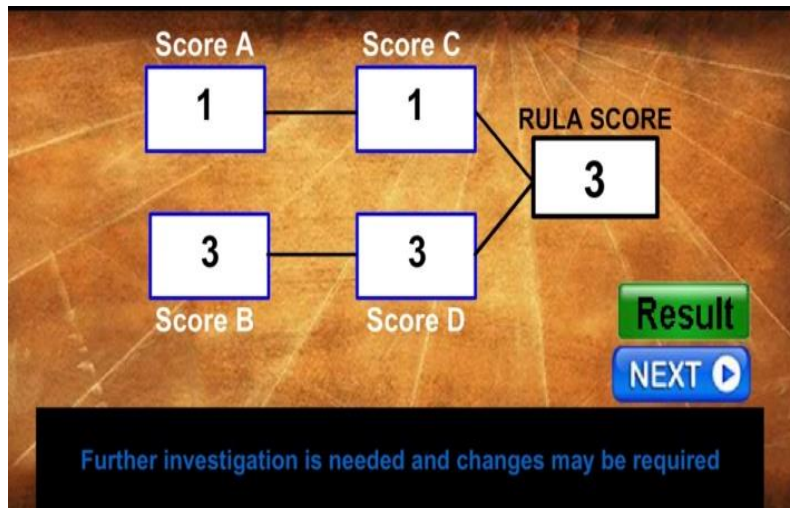 Score A
Score C
1
1
RULA SCORE
3
3
3
Score B
Score D
Result
NEXT
Further investigation is needed and changes may be required